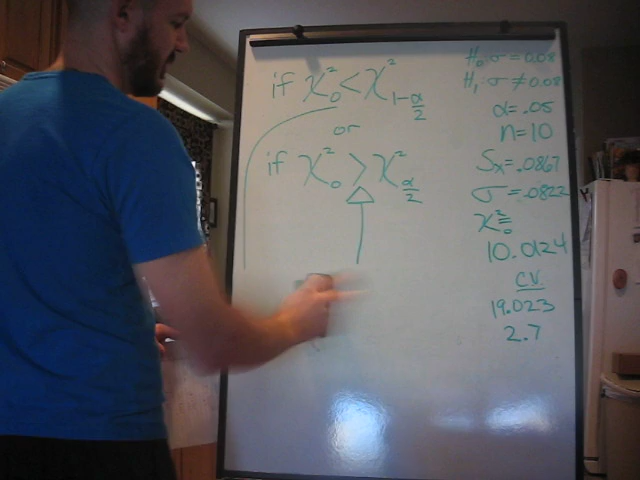 if χ²₀ < χ²₁₋α/₂
or
if χ²₀ > χ²α/₂
H₀: σ = 0.08
H₁: σ ≠ 0.08
α = .05
n = 10
Sx = .0867
σ = .0822
χ²₀ =
10.0124
CV
19.023
2.7